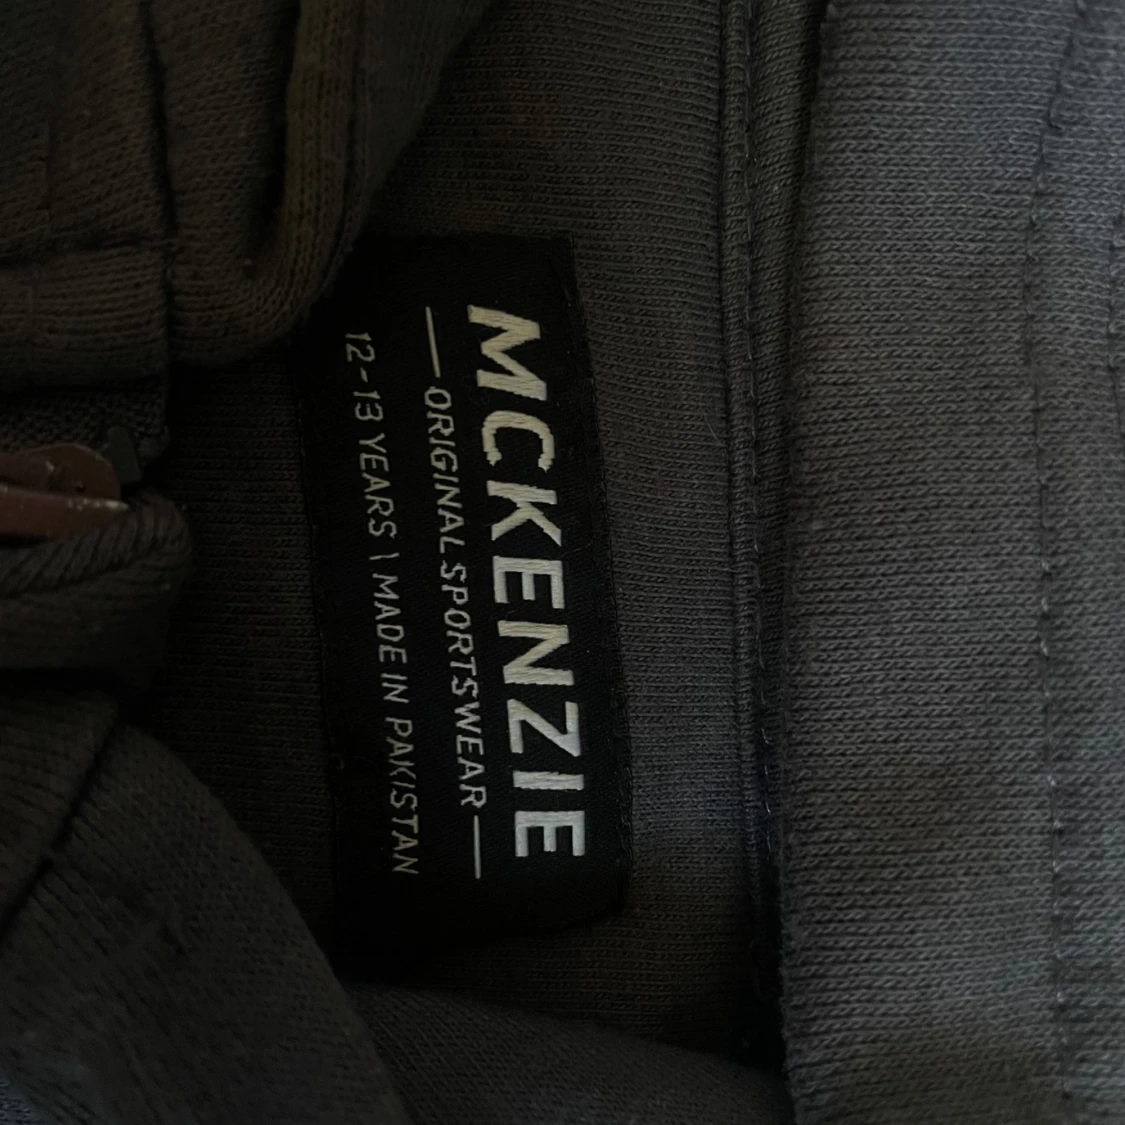 MCKENZIE
— ORIGINAL SPORTSWEAR —
12-13 YEARS | MADE IN PAKISTAN